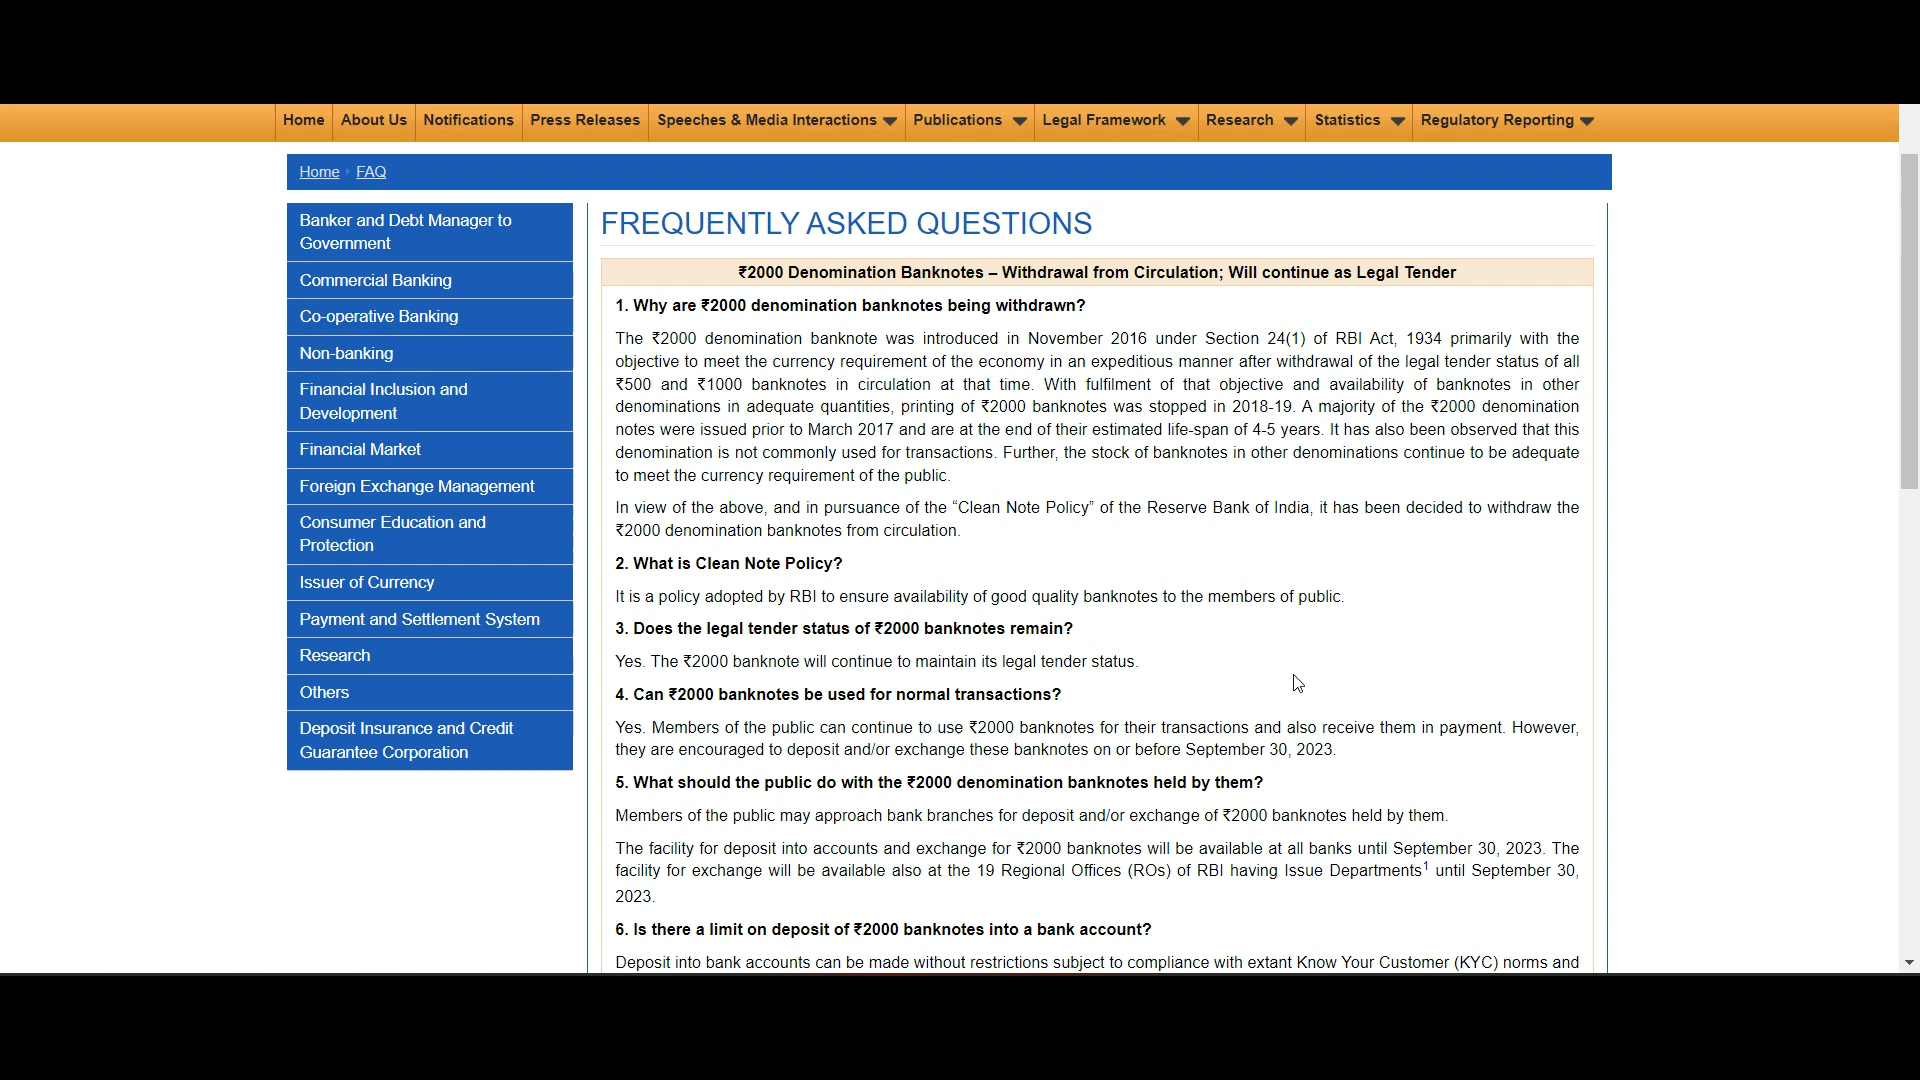 Home About Us Notifications Press Releases Speeches & Media Interactions Publications Legal Framework Research Statistics Regulatory Reporting
Home FAQ
Banker and Debt Manager to
Government
Commercial Banking
Co-operative Banking
Non-banking
Financial Inclusion and
Development
Financial Market
Foreign Exchange Management
Consumer Education and
Protection
Issuer of Currency
Payment and Settlement System
Research
Others
Deposit Insurance and Credit
Guarantee Corporation
FREQUENTLY ASKED QUESTIONS
₹2000 Denomination Banknotes – Withdrawal from Circulation; Will continue as Legal Tender
1. Why are ₹2000 denomination banknotes being withdrawn?
The ₹2000 denomination banknote was introduced in November 2016 under Section 24(1) of RBI Act, 1934 primarily with the
objective to meet the currency requirement of the economy in an expeditious manner after withdrawal of the legal tender status of all
₹500 and ₹1000 banknotes in circulation at that time. With fulfilment of that objective and availability of banknotes in other
denominations in adequate quantities, printing of ₹2000 banknotes was stopped in 2018-19. A majority of the ₹2000 denomination
notes were issued prior to March 2017 and are at the end of their estimated life-span of 4-5 years. It has also been observed that this
denomination is not commonly used for transactions. Further, the stock of banknotes in other denominations continue to be adequate
to meet the currency requirement of the public.
In view of the above, and in pursuance of the “Clean Note Policy” of the Reserve Bank of India, it has been decided to withdraw the
₹2000 denomination banknotes from circulation.
2. What is Clean Note Policy?
It is a policy adopted by RBI to ensure availability of good quality banknotes to the members of public.
3. Does the legal tender status of ₹2000 banknotes remain?
Yes. The ₹2000 banknote will continue to maintain its legal tender status.
4. Can ₹2000 banknotes be used for normal transactions?
Yes. Members of the public can continue to use ₹2000 banknotes for their transactions and also receive them in payment. However,
they are encouraged to deposit and/or exchange these banknotes on or before September 30, 2023.
5. What should the public do with the ₹2000 denomination banknotes held by them?
Members of the public may approach bank branches for deposit and/or exchange of ₹2000 banknotes held by them.
The facility for deposit into accounts and exchange for ₹2000 banknotes will be available at all banks until September 30, 2023. The
facility for exchange will be available also at the 19 Regional Offices (ROs) of RBI having Issue Departments1 until September 30,
2023.
6. Is there a limit on deposit of ₹2000 banknotes into a bank account?
Deposit into bank accounts can be made without restrictions subject to compliance with extant Know Your Customer (KYC) norms and